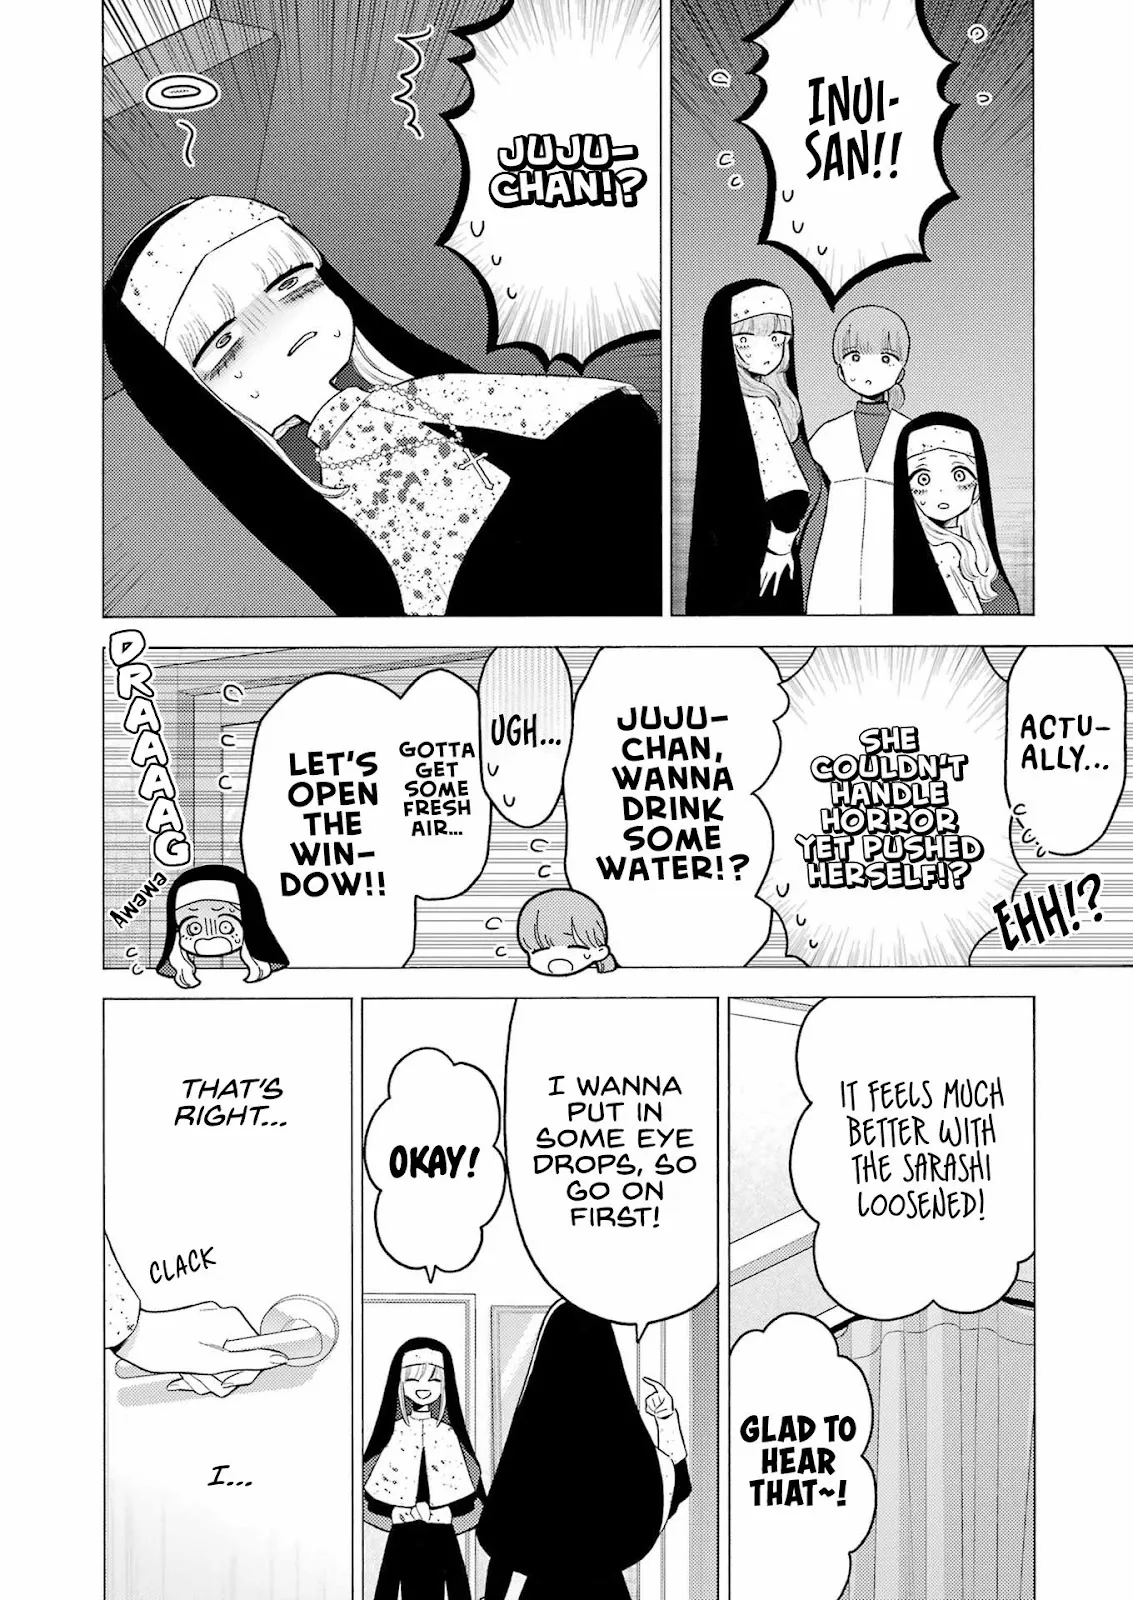 INUI-
SAN!!
JUJU-
CHAN!?
ACTU-
ALLY...
EHH!?
SHE
COULDN'T
HANDLE
HORROR
YET PUSHED
HERSELF!?
JUJU-
CHAN,
WANNA
DRINK
SOME
WATER!?
UGH...
GOTTA
GET
SOME
FRESH
AIR...
LET'S
OPEN
THE
WIN-
DOW!!
DRAAAAG
AWAWAWA
IT FEELS MUCH
BETTER WITH
THE SARASHI
LOOSENED!
GLAD TO
HEAR
THAT~!
I WANNA
PUT IN
SOME EYE
DROPS, SO
GO ON
FIRST!
OKAY!
THAT'S
RIGHT...
CLACK
I...